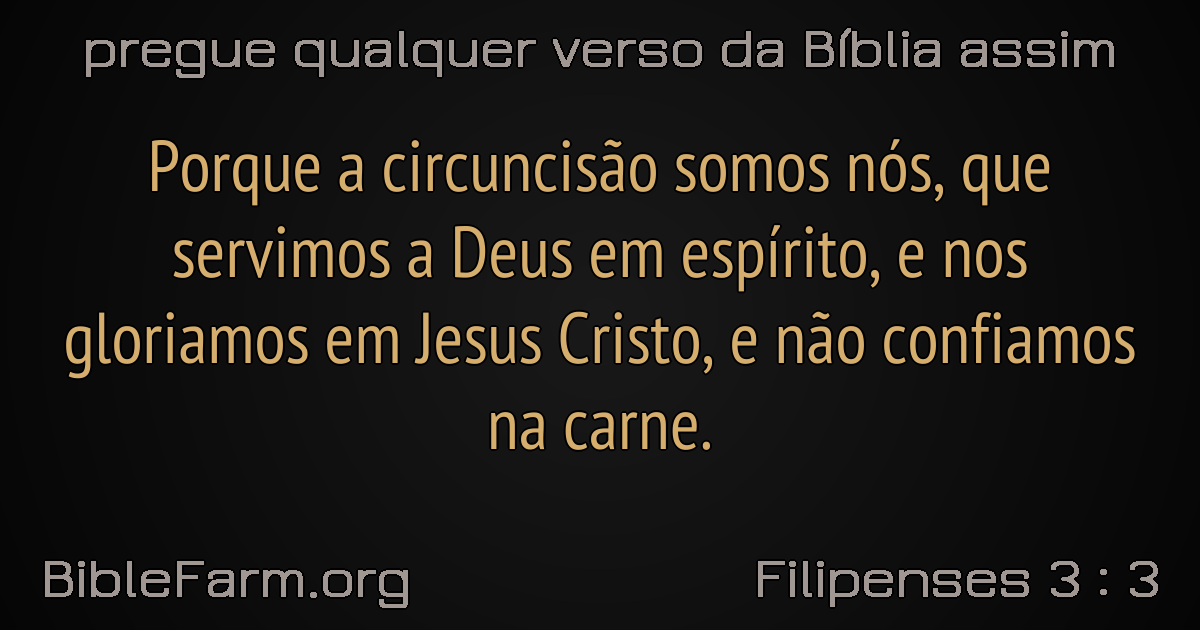 pregue qualquer verso da Bíblia assim
Porque a circuncisão somos nós, que
servimos a Deus em espírito, e nos
gloriamos em Jesus Cristo, e não confiamos
na carne.
BibleFarm.org
Filipenses 3 : 3